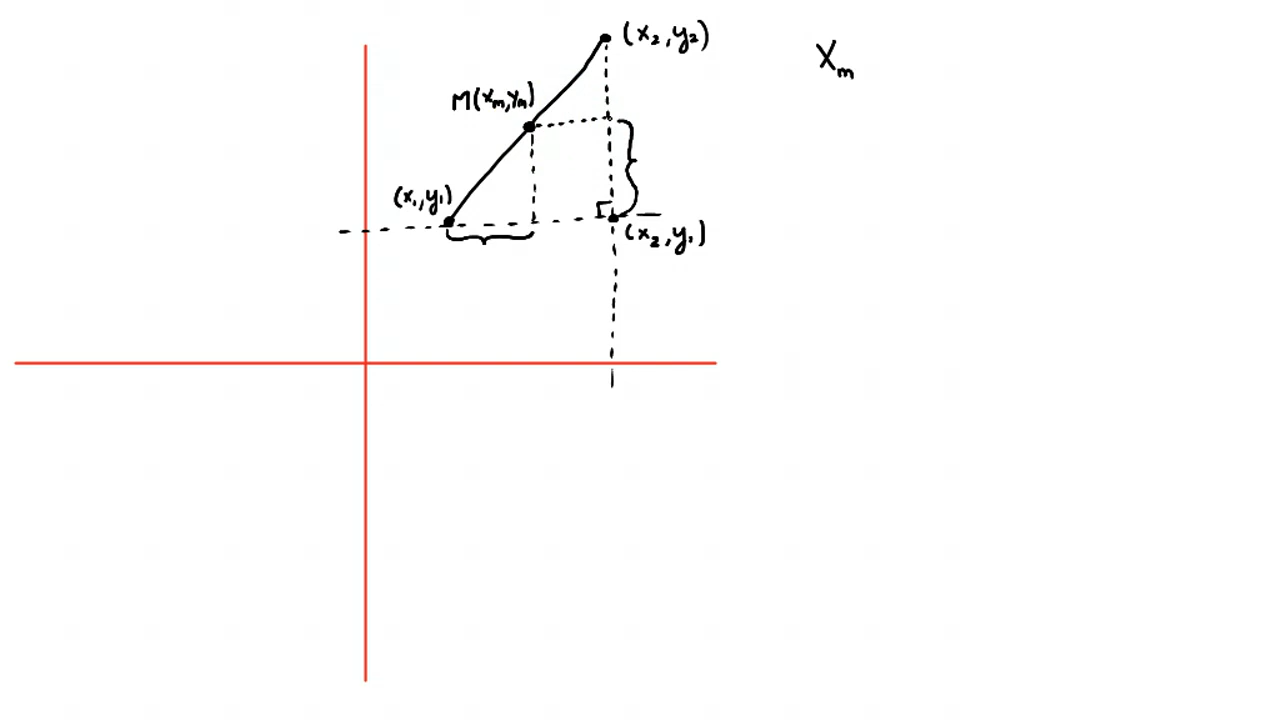 (x₂,y₂)
Xₘ
M(xₘ,yₘ)
(x₁,y₁)
(x₂,y₁)